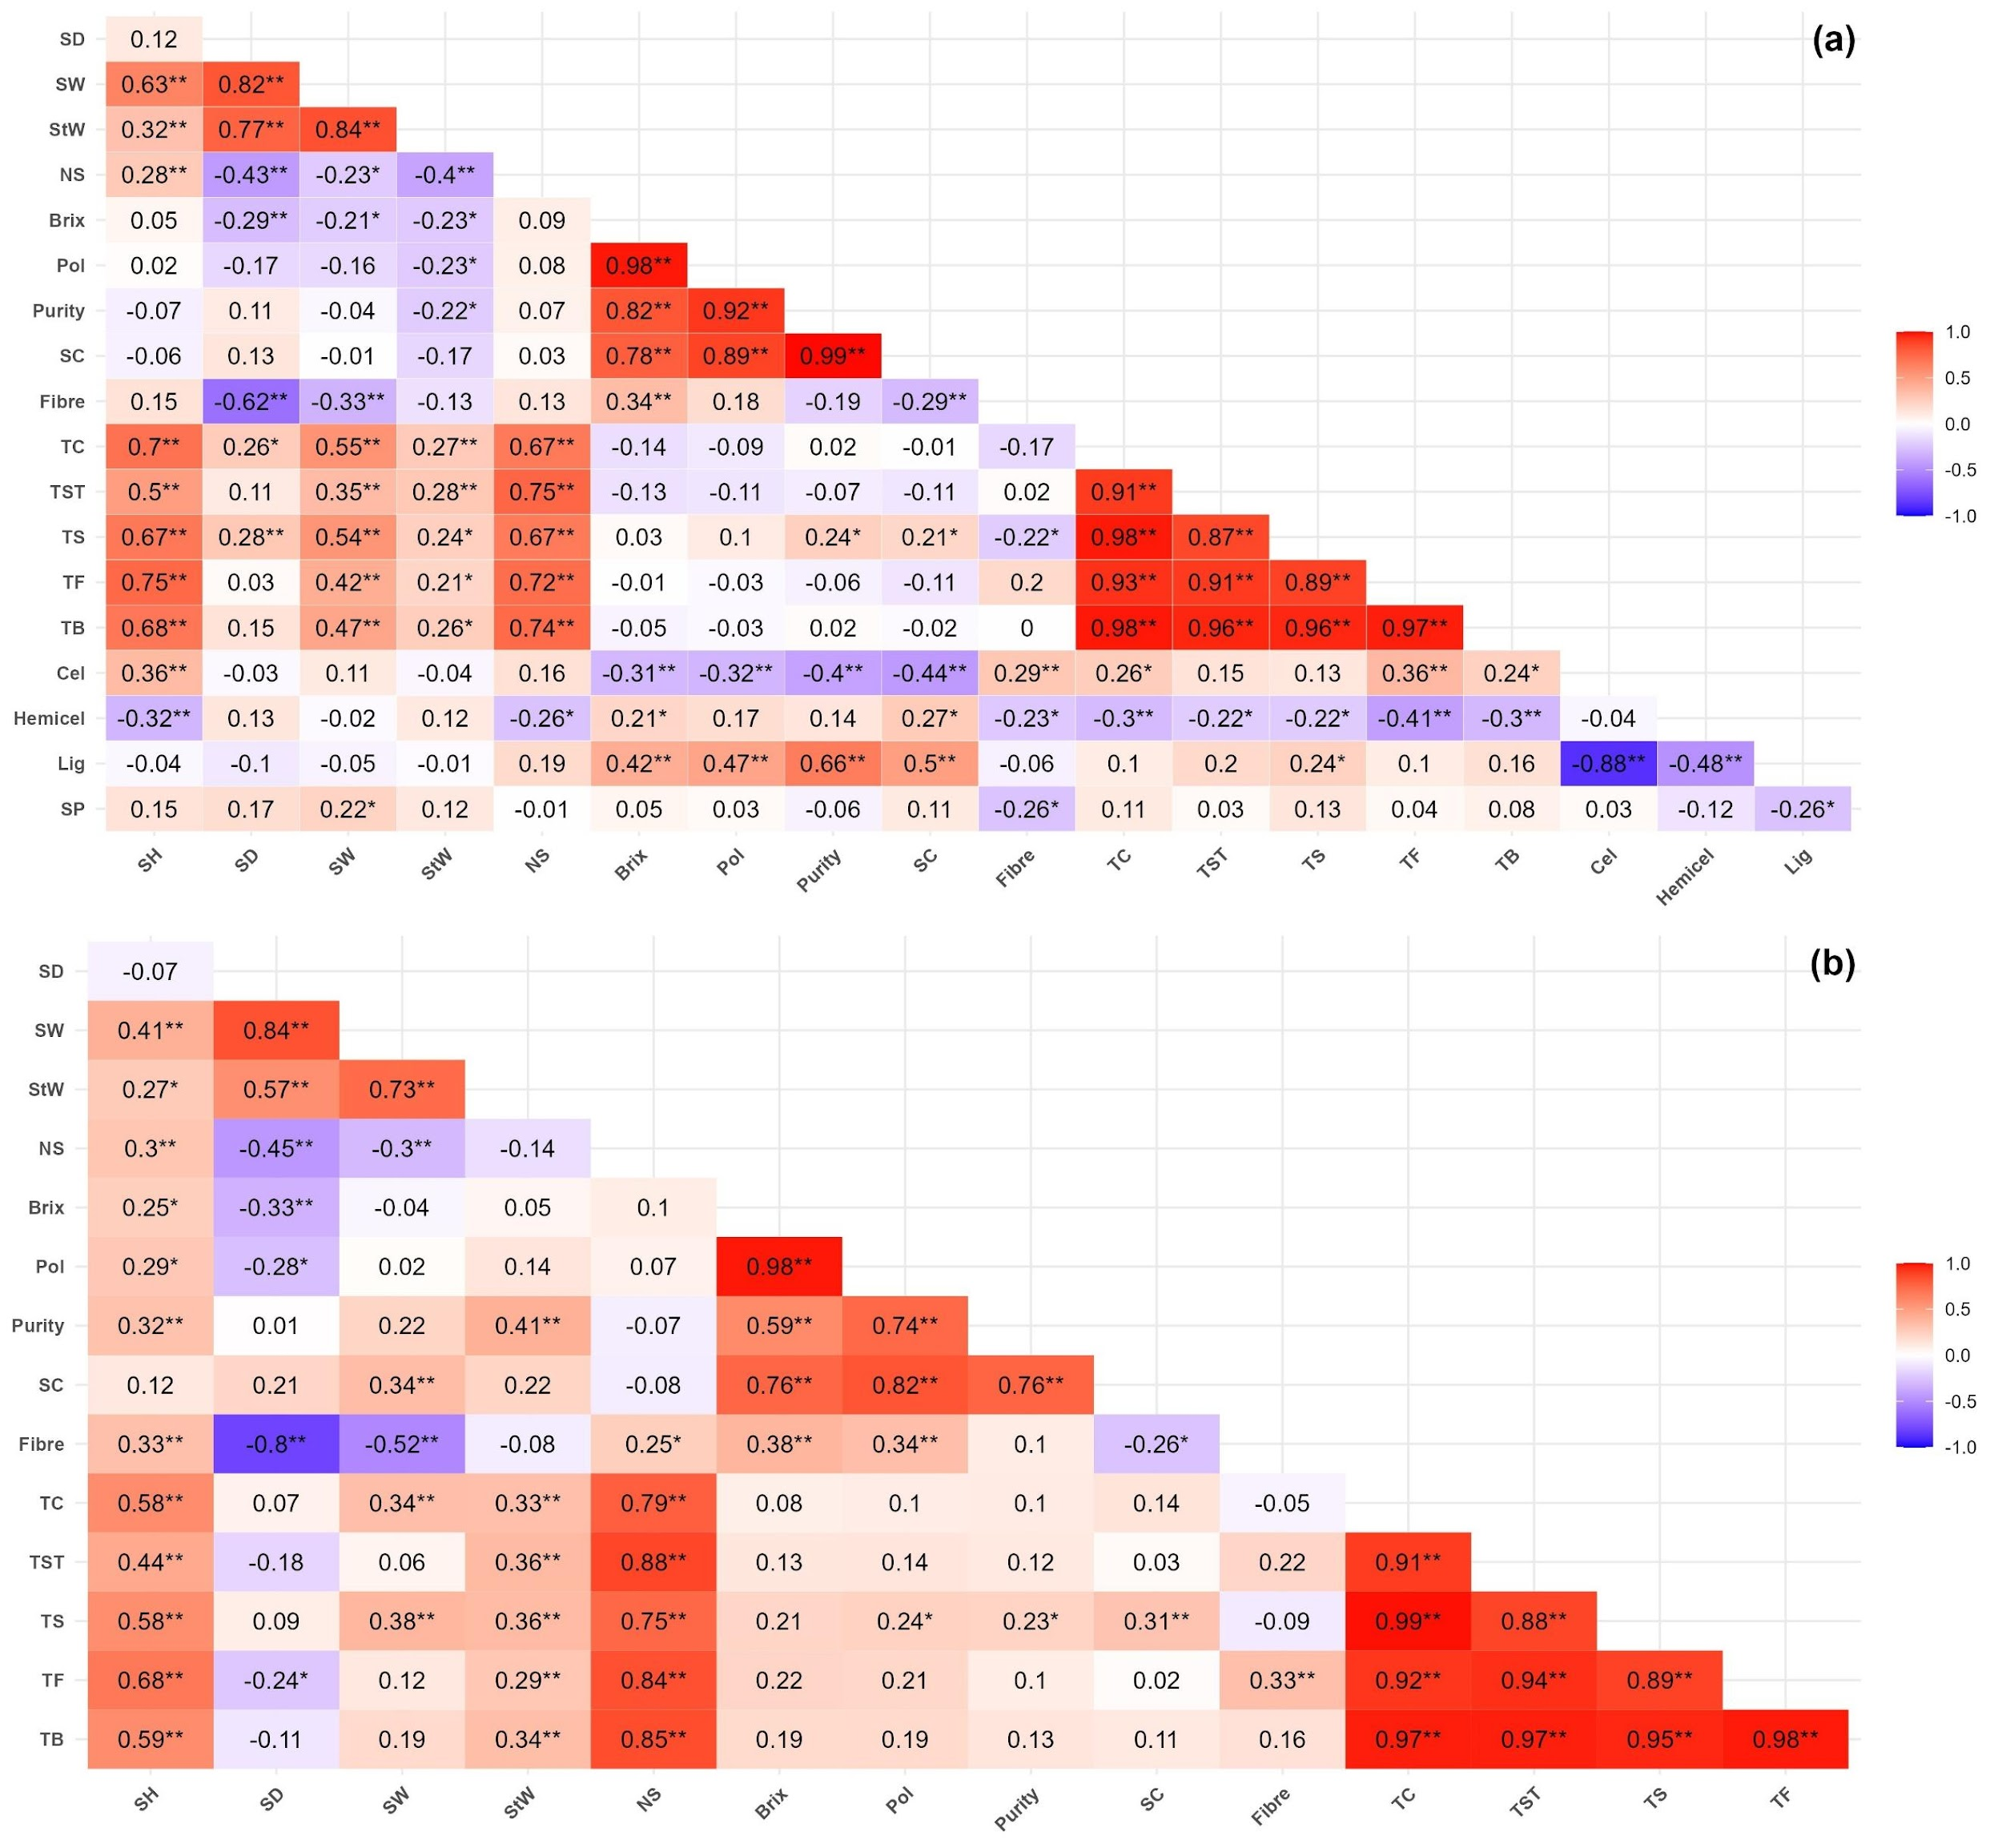 (a)
SD 0.12
SW 0.63** 0.82**
StW 0.32** 0.77** 0.84**
NS 0.28** -0.43** -0.23* -0.4**
Brix 0.05 -0.29** -0.21* -0.23* 0.09
Pol 0.02 -0.17 -0.16 -0.23* 0.08 0.98**
Purity -0.07 0.11 -0.04 -0.22* 0.07 0.82** 0.92**
SC -0.06 0.13 -0.01 -0.17 0.03 0.78** 0.89** 0.99**
Fibre 0.15 -0.62** -0.33** -0.13 0.13 0.34** 0.18 -0.19 -0.29**
TC 0.7** 0.26* 0.55** 0.27** 0.67** -0.14 -0.09 0.02 -0.01 -0.17
TST 0.5** 0.11 0.35** 0.28** 0.75** -0.13 -0.11 -0.07 -0.11 0.02 0.91**
TS 0.67** 0.28** 0.54** 0.24* 0.67** 0.03 0.1 0.24* 0.21* -0.22* 0.98** 0.87**
TF 0.75** 0.03 0.42** 0.21* 0.72** -0.01 -0.03 -0.06 -0.11 0.2 0.93** 0.91** 0.89**
TB 0.68** 0.15 0.47** 0.26* 0.74** -0.05 -0.03 0.02 -0.02 0 0.98** 0.96** 0.96** 0.97**
Cel 0.36** -0.03 0.11 -0.04 0.16 -0.31** -0.32** -0.4** -0.44** 0.29** 0.26* 0.15 0.13 0.36** 0.24*
Hemicel -0.32** 0.13 -0.02 0.12 -0.26* 0.21* 0.17 0.14 0.27* -0.23* -0.3** -0.22* -0.22* -0.41** -0.3** -0.04
Lig -0.04 -0.1 -0.05 -0.01 0.19 0.42** 0.47** 0.66** 0.5** -0.06 0.1 0.2 0.24* 0.1 0.16 -0.88** -0.48**
SP 0.15 0.17 0.22* 0.12 -0.01 0.05 0.03 -0.06 0.11 -0.26* 0.11 0.03 0.13 0.04 0.08 0.03 -0.12 -0.26*
SH SD SW StW NS Brix Pol Purity SC Fibre TC TST TS TF TB Cel Hemicel Lig
1.0
0.5
0.0
-0.5
-1.0
(b)
SD -0.07
SW 0.41** 0.84**
StW 0.27* 0.57** 0.73**
NS 0.3** -0.45** -0.3** -0.14
Brix 0.25* -0.33** -0.04 0.05 0.1
Pol 0.29* -0.28* 0.02 0.14 0.07 0.98**
Purity 0.32** 0.01 0.22 0.41** -0.07 0.59** 0.74**
SC 0.12 0.21 0.34** 0.22 -0.08 0.76** 0.82** 0.76**
Fibre 0.33** -0.8** -0.52** -0.08 0.25* 0.38** 0.34** 0.1 -0.26*
TC 0.58** 0.07 0.34** 0.33** 0.79** 0.08 0.1 0.1 0.14 -0.05
TST 0.44** -0.18 0.06 0.36** 0.88** 0.13 0.14 0.12 0.03 0.22 0.91**
TS 0.58** 0.09 0.38** 0.36** 0.75** 0.21 0.24* 0.23* 0.31** -0.09 0.99** 0.88**
TF 0.68** -0.24* 0.12 0.29** 0.84** 0.22 0.21 0.1 0.02 0.33** 0.92** 0.94** 0.89**
TB 0.59** -0.11 0.19 0.34** 0.85** 0.19 0.19 0.13 0.11 0.16 0.97** 0.97** 0.95** 0.98**
SH SD SW StW NS Brix Pol Purity SC Fibre TC TST TS TF
1.0
0.5
0.0
-0.5
-1.0